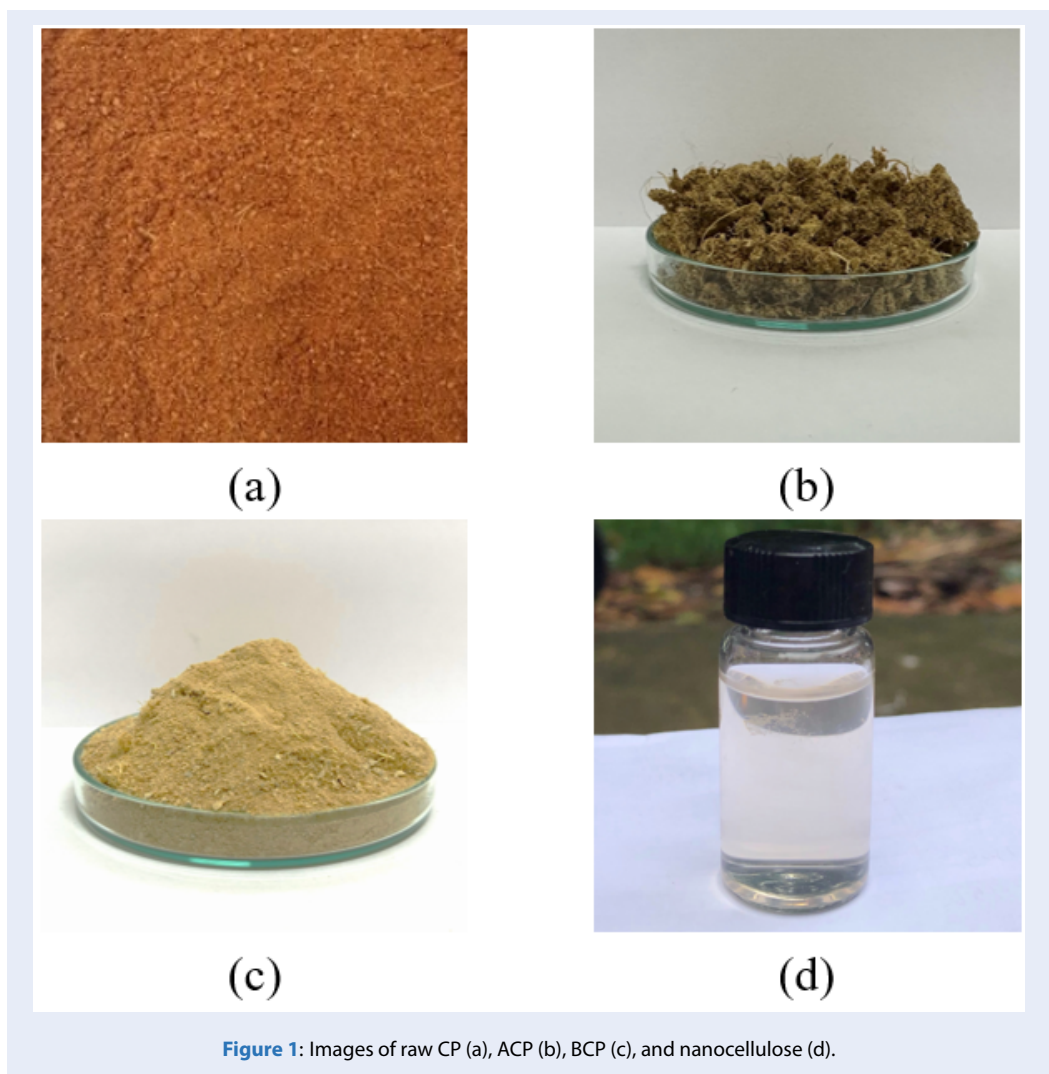 (a)
(b)
(c)
(d)
Figure 1: Images of raw CP (a), ACP (b), BCP (c), and nanocellulose (d).